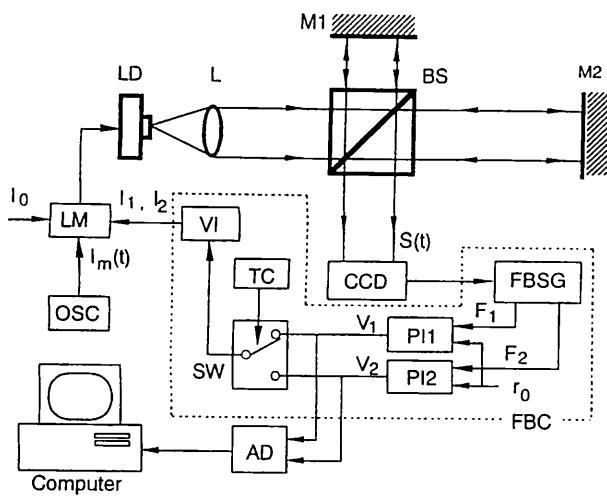 M1
LD
L
BS
M2
I0
I1, I2
LM
VI
S(t)
Im(t)
TC
CCD
FBSG
OSC
V1
PI1
F1
SW
V2
PI2
F2
r0
FBC
AD
Computer